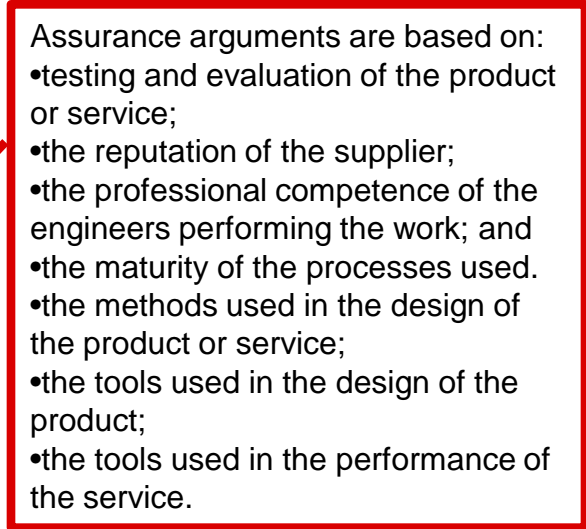 Assurance arguments are based on:
•testing and evaluation of the product
or service;
•the reputation of the supplier;
•the professional competence of the
engineers performing the work; and
•the maturity of the processes used.
•the methods used in the design of
the product or service;
•the tools used in the design of the
product;
•the tools used in the performance of
the service.